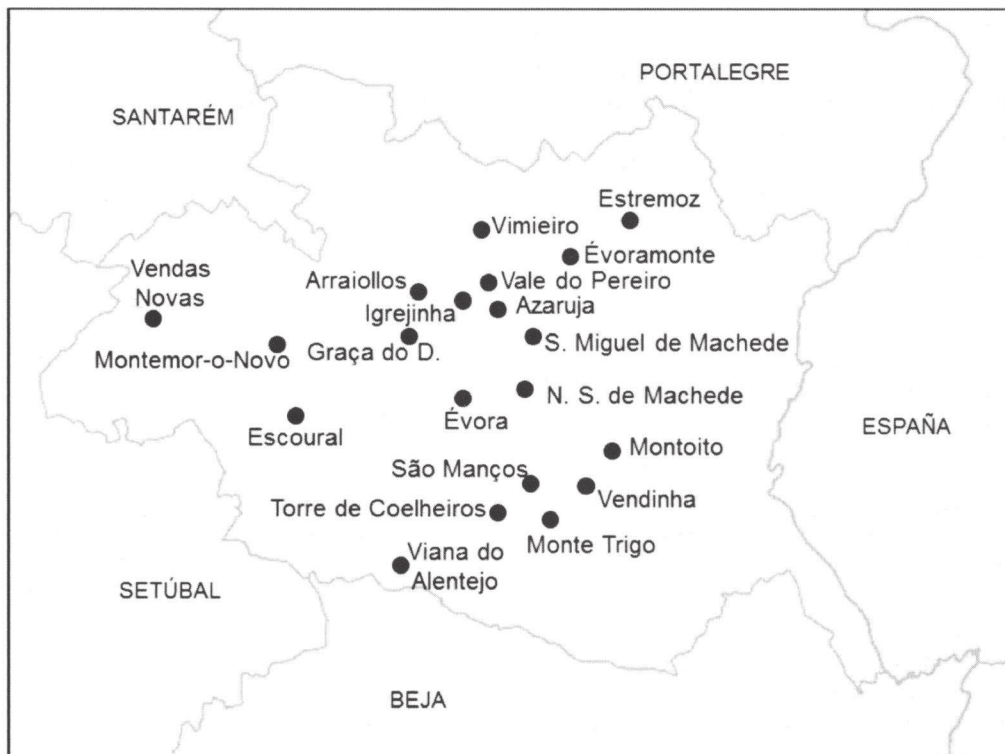 PORTALEGRE
SANTARÉM
Estremoz
Vimieiro
Évoramonte
Vendas
Novas
Arraiollos
Vale do Pereiro
Igrejinha
Azaruja
Montemor-o-Novo
Graça do D.
S. Miguel de Machede
N. S. de Machede
Évora
Escoural
ESPAÑA
Montoito
São Manços
Vendinha
Torre de Coelheiros
Monte Trigo
Viana do
Alentejo
SETÚBAL
BEJA